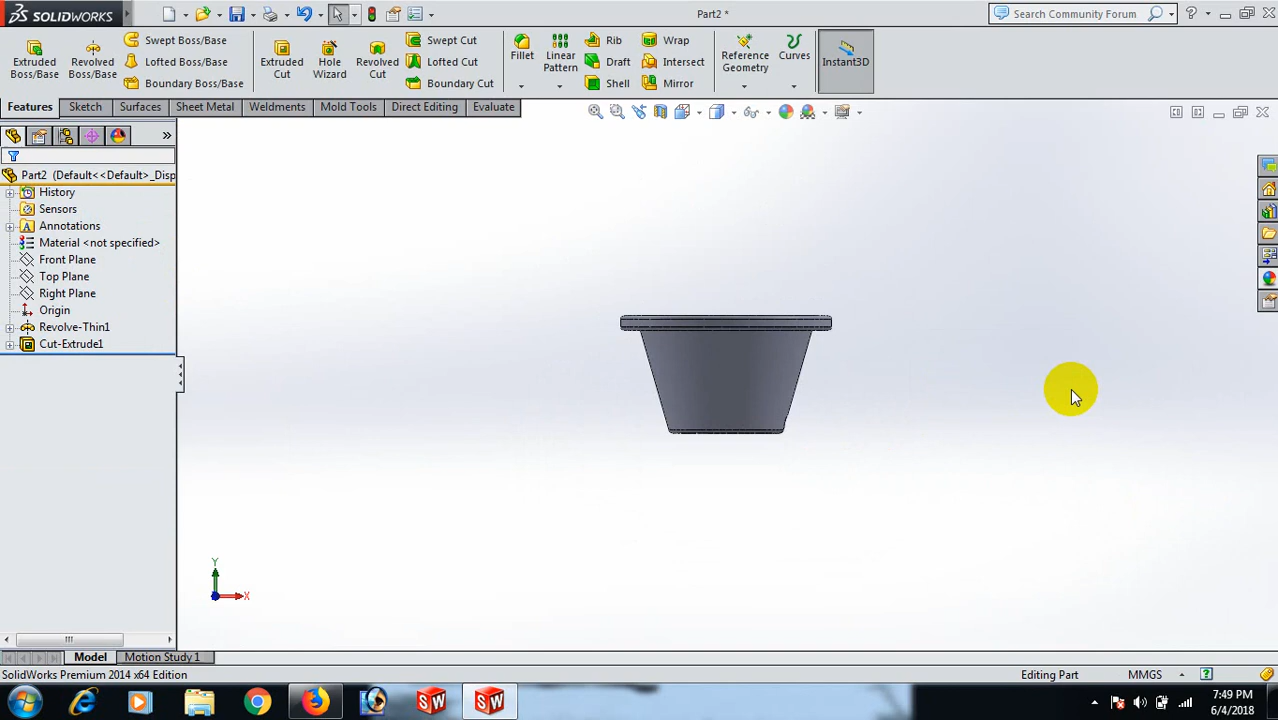 SOLIDWORKS
Part2 *
Search Community Forum
Extruded Boss/Base
Revolved Boss/Base
Swept Boss/Base
Lofted Boss/Base
Boundary Boss/Base
Extruded Cut
Hole Wizard
Revolved Cut
Swept Cut
Lofted Cut
Boundary Cut
Fillet
Linear Pattern
Rib
Draft
Shell
Wrap
Intersect
Mirror
Reference Geometry
Curves
Instant3D
Features
Sketch
Surfaces
Sheet Metal
Weldments
Mold Tools
Direct Editing
Evaluate
Part2 (Default<<Default>_Disp
History
Sensors
Annotations
Material <not specified>
Front Plane
Top Plane
Right Plane
Origin
Revolve-Thin1
Cut-Extrude1
Y
X
Model
Motion Study 1
SolidWorks Premium 2014 x64 Edition
Editing Part
MMGS
7:49 PM
6/4/2018